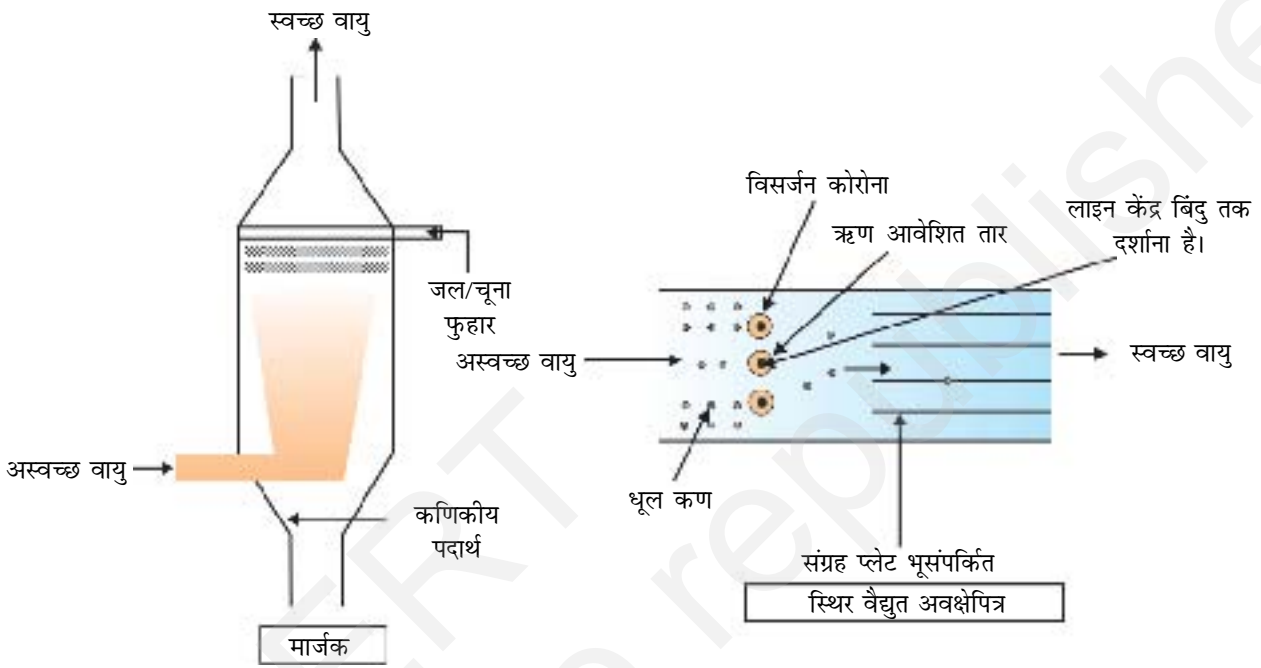 स्वच्छ वायु
जल/चूना
फुहार
अस्वच्छ वायु
कणिकीय
पदार्थ
मार्जक
विसर्जन कोरोना
ऋण आवेशित तार
लाइन केंद्र बिंदु तक
दर्शाना है।
अस्वच्छ वायु
स्वच्छ वायु
धूल कण
संग्रह प्लेट भूसंपर्कित
स्थिर वैद्युत अवक्षेपित्र